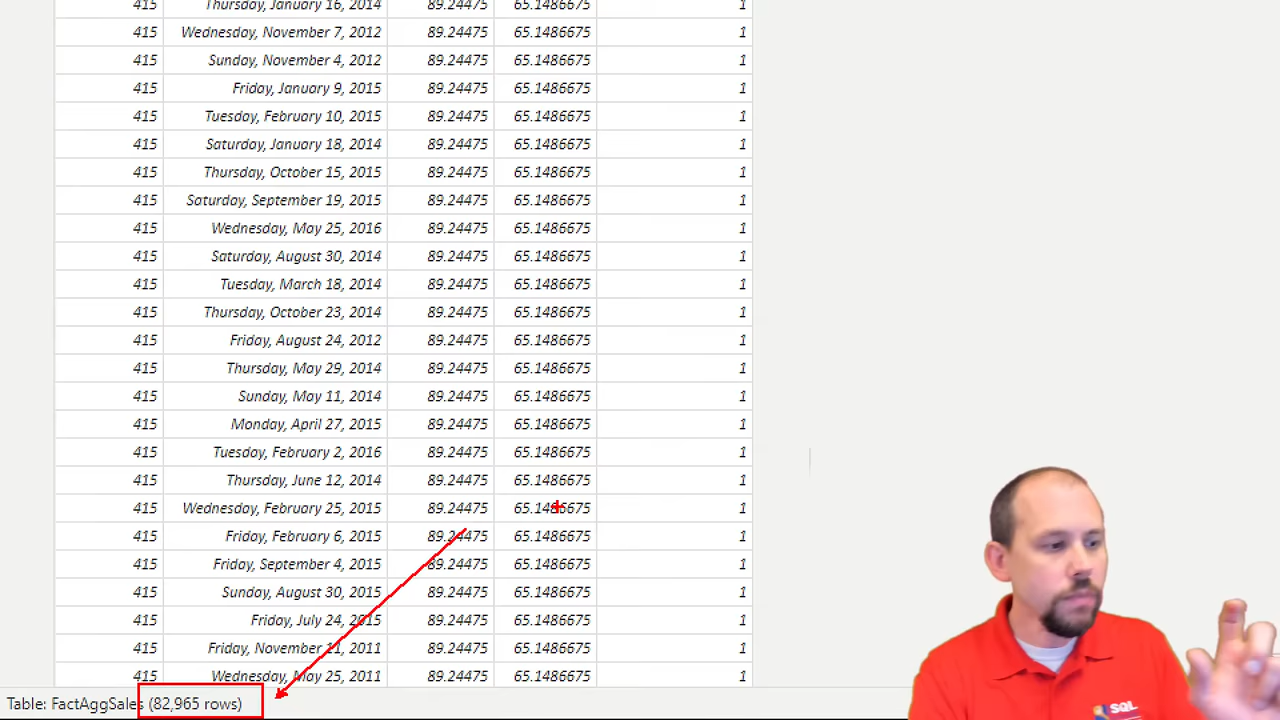 415 Thursday, January 16, 2014 89.24475 65.1486675 1
415 Wednesday, November 7, 2012 89.24475 65.1486675 1
415 Sunday, November 4, 2012 89.24475 65.1486675 1
415 Friday, January 9, 2015 89.24475 65.1486675 1
415 Tuesday, February 10, 2015 89.24475 65.1486675 1
415 Saturday, January 18, 2014 89.24475 65.1486675 1
415 Thursday, October 15, 2015 89.24475 65.1486675 1
415 Saturday, September 19, 2015 89.24475 65.1486675 1
415 Wednesday, May 25, 2016 89.24475 65.1486675 1
415 Saturday, August 30, 2014 89.24475 65.1486675 1
415 Tuesday, March 18, 2014 89.24475 65.1486675 1
415 Thursday, October 23, 2014 89.24475 65.1486675 1
415 Friday, August 24, 2012 89.24475 65.1486675 1
415 Thursday, May 29, 2014 89.24475 65.1486675 1
415 Sunday, May 11, 2014 89.24475 65.1486675 1
415 Monday, April 27, 2015 89.24475 65.1486675 1
415 Tuesday, February 2, 2016 89.24475 65.1486675 1
415 Thursday, June 12, 2014 89.24475 65.1486675 1
415 Wednesday, February 25, 2015 89.24475 65.1486675 1
415 Friday, February 6, 2015 89.24475 65.1486675 1
415 Friday, September 4, 2015 89.24475 65.1486675 1
415 Sunday, August 30, 2015 89.24475 65.1486675 1
415 Friday, July 24, 2015 89.24475 65.1486675 1
415 Friday, November 11, 2011 89.24475 65.1486675 1
415 Wednesday, May 25, 2011 89.24475 65.1486675 1
Table: FactAggSales (82,965 rows)
SQL